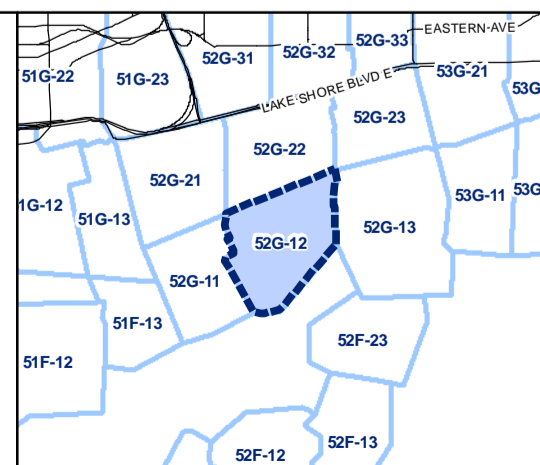 EASTERN-AVE
52G-33
52G-31
52G-32
51G-22
51G-23
53G-21
53G
LAKE SHORE BLVD E
52G-23
52G-22
52G-21
53G-11
53G
1G-12
51G-13
52G-13
52G-12
52G-11
51F-13
52F-23
51F-12
52F-13
52F-12